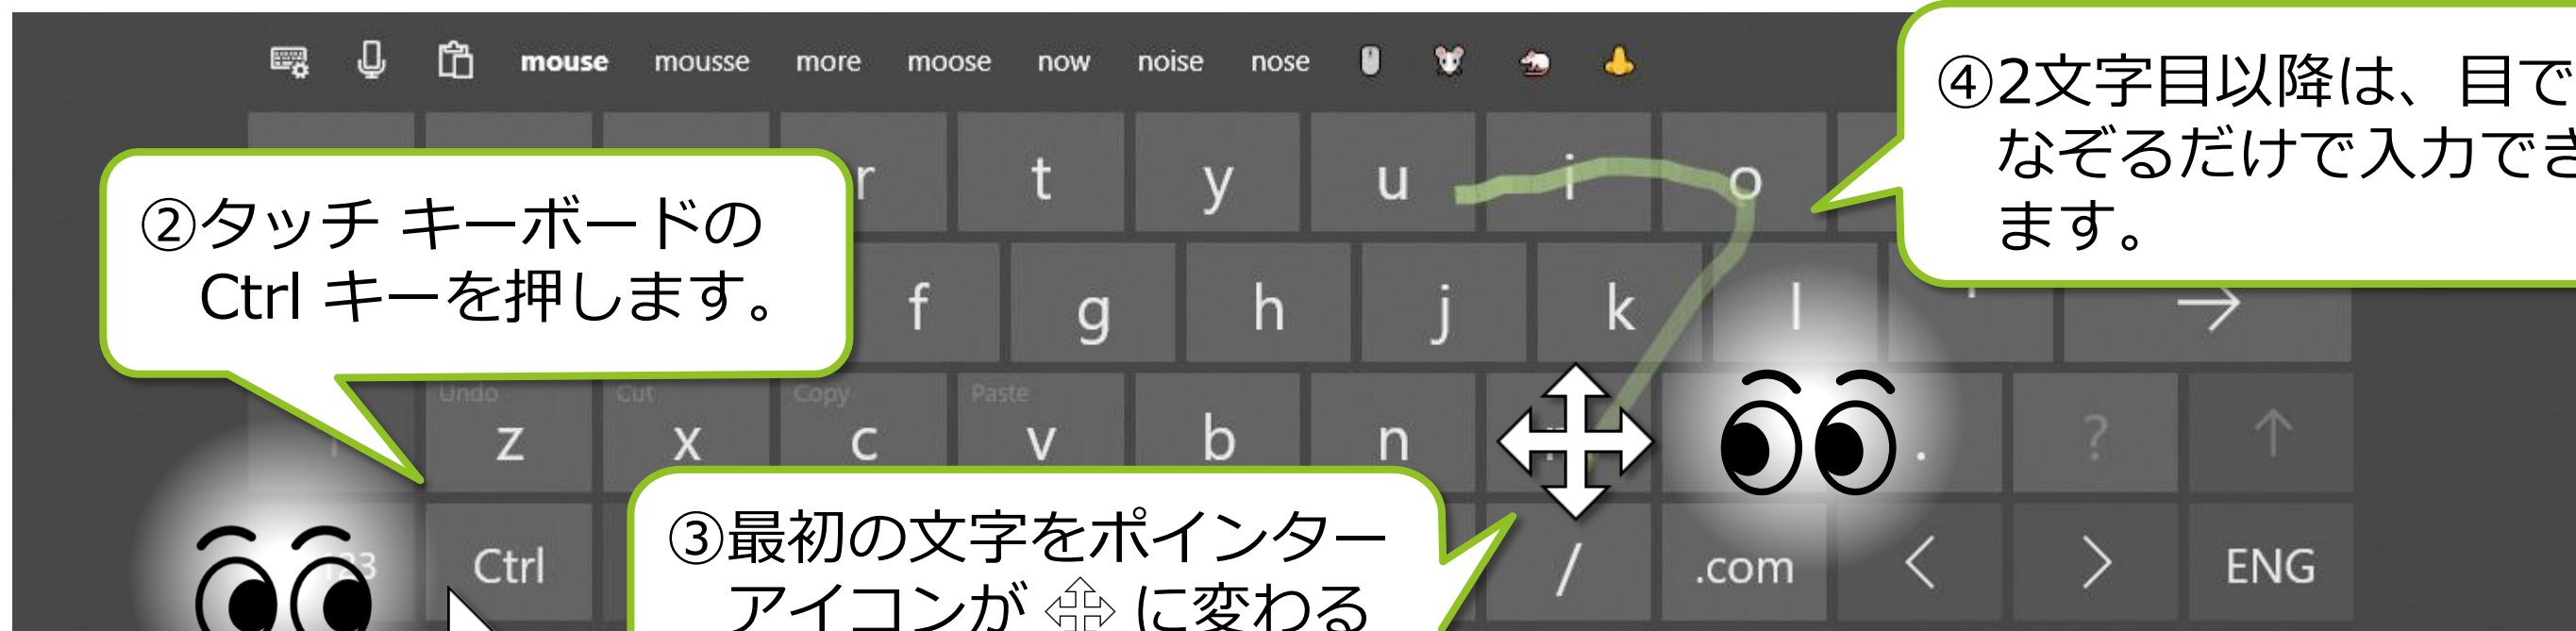 mouse mousse more moose now noise nose
④2文字目以降は、目で
なぞるだけで入力でき
ます。
②タッチ キーボードの
Ctrl キーを押します。
r t y u i o
f g h j k l '
Undo Cut Copy Paste
z x c v b n . ?
③最初の文字をポインター
アイコンが に変わる
123 Ctrl / .com < > ENG